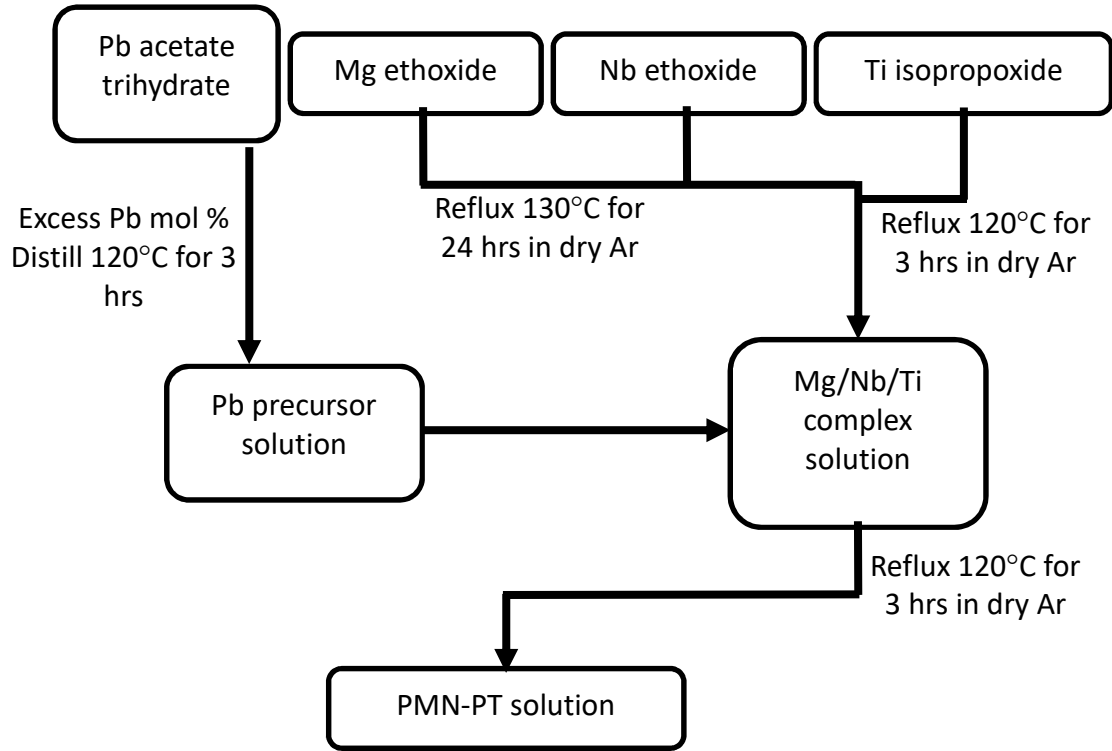 Pb acetate
trihydrate
Mg ethoxide
Nb ethoxide
Ti isopropoxide
Excess Pb mol %
Distill 120°C for 3
hrs
Reflux 130°C for
24 hrs in dry Ar
Reflux 120°C for
3 hrs in dry Ar
Pb precursor
solution
Mg/Nb/Ti
complex
solution
Reflux 120°C for
3 hrs in dry Ar
PMN-PT solution